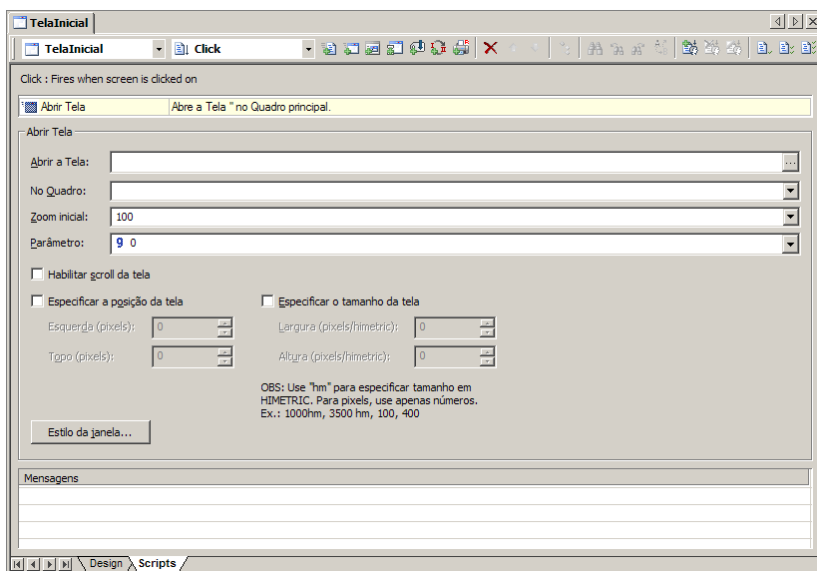 TelaInicial
TelaInicial Click
Click : Fires when screen is clicked on
Abrir Tela Abre a Tela '' no Quadro principal.
Abrir Tela
Abrir a Tela: ...
No Quadro:
Zoom inicial: 100
Parâmetro: 9 0
Habilitar scroll da tela
Especificar a posição da tela Especificar o tamanho da tela
Esquerda (pixels): 0 Largura (pixels/himetric): 0
Topo (pixels): 0 Altura (pixels/himetric): 0
OBS: Use "hm" para especificar tamanho em
HIMETRIC. Para pixels, use apenas números.
Ex.: 1000hm, 3500 hm, 100, 400
Estilo da janela...
Mensagens
Design Scripts